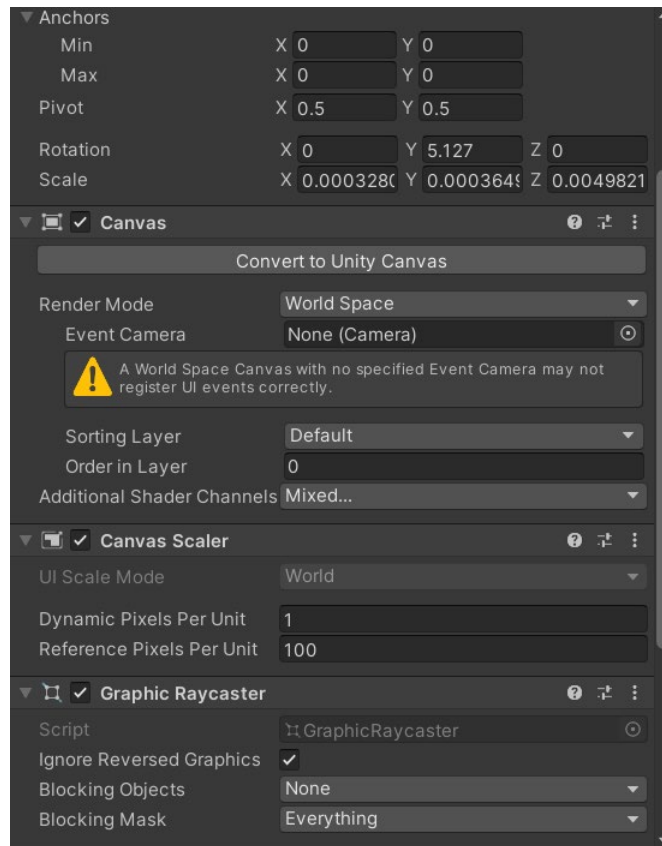 Anchors
Min X 0 Y 0
Max X 0 Y 0
Pivot X 0.5 Y 0.5
Rotation X 0 Y 5.127 Z 0
Scale X 0.000328( Y 0.0003649 Z 0.0049821
Canvas
Convert to Unity Canvas
Render Mode World Space
Event Camera None (Camera)
A World Space Canvas with no specified Event Camera may not
register UI events correctly.
Sorting Layer Default
Order in Layer 0
Additional Shader Channels Mixed...
Canvas Scaler
UI Scale Mode World
Dynamic Pixels Per Unit 1
Reference Pixels Per Unit 100
Graphic Raycaster
Script GraphicRaycaster
Ignore Reversed Graphics
Blocking Objects None
Blocking Mask Everything